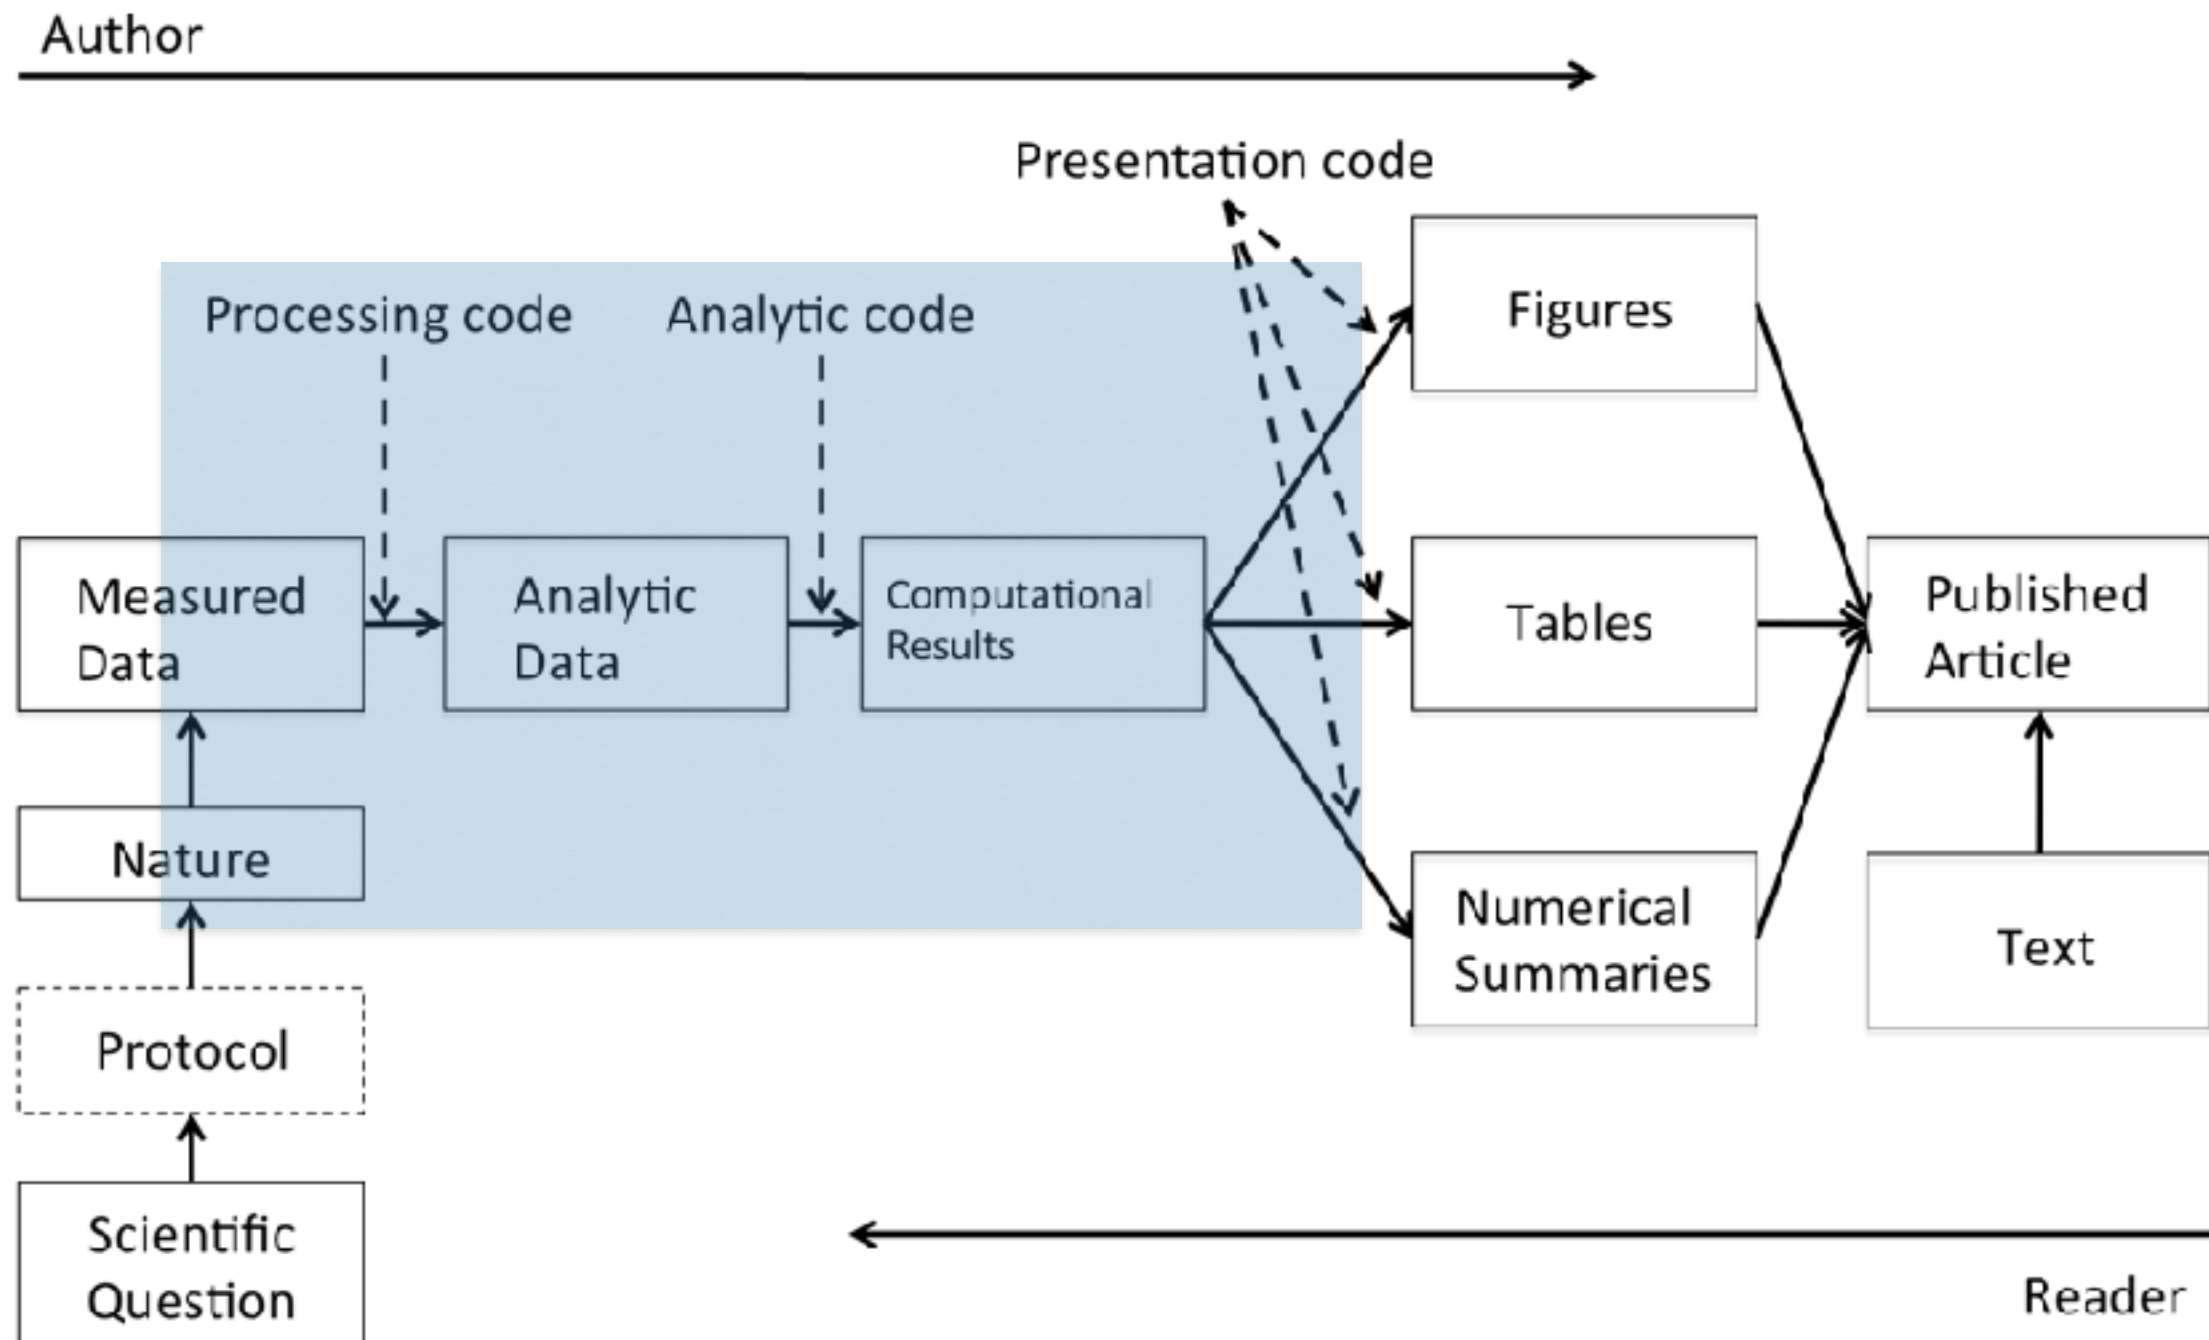 Author
Presentation code
Processing code
Analytic code
Figures
Measured
Data
Analytic
Data
Computational
Results
Tables
Published
Article
Nature
Numerical
Summaries
Text
Protocol
Scientific
Question
Reader